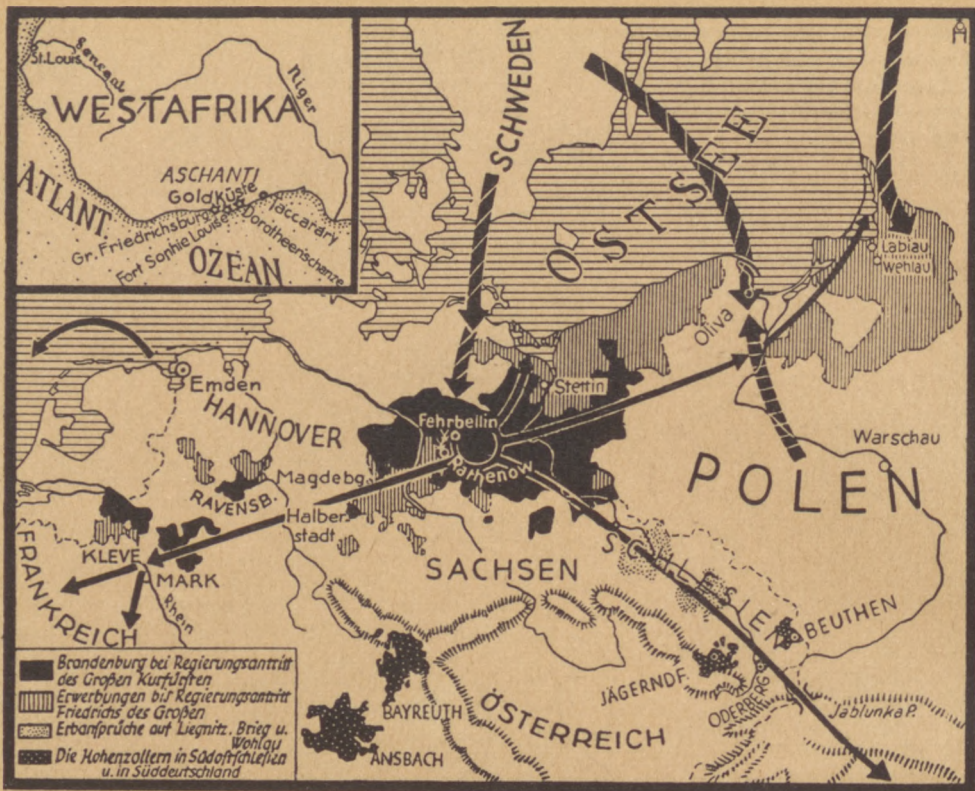 St. Louis
Senegal
Niger
WESTAFRIKA
ASCHANTI
Goldküste
Taccarary
Gr. Friedrichsburg
Dorotheenschanze
Fort Sophie Louise
ATLANT
OZEAN
SCHWEDEN
OSTSEE
Labiau
Wehlau
Oliva
Emden
HANNOVER
Stettin
Fehrbellin
Rathenow
Warschau
POLEN
Magdebg.
RAVENSB.
Halber-
stadt
KLEVE
MARK
Rhein
FRANKREICH
SACHSEN
SCHLESIEN
BEUTHEN
JÄGERNDF.
ODERBERG
Jablunka P.
BAYREUTH
ÖSTERREICH
ANSBACH
Brandenburg bei Regierungsantritt
des Großen Kurfürsten
Erwerbungen bis Regierungsantritt
Friedrichs des Großen
Erbansprüche auf Liegnitz, Brieg u.
Wohlau
Die Hohenzollern in Südostschlesien
u. in Süddeutschland